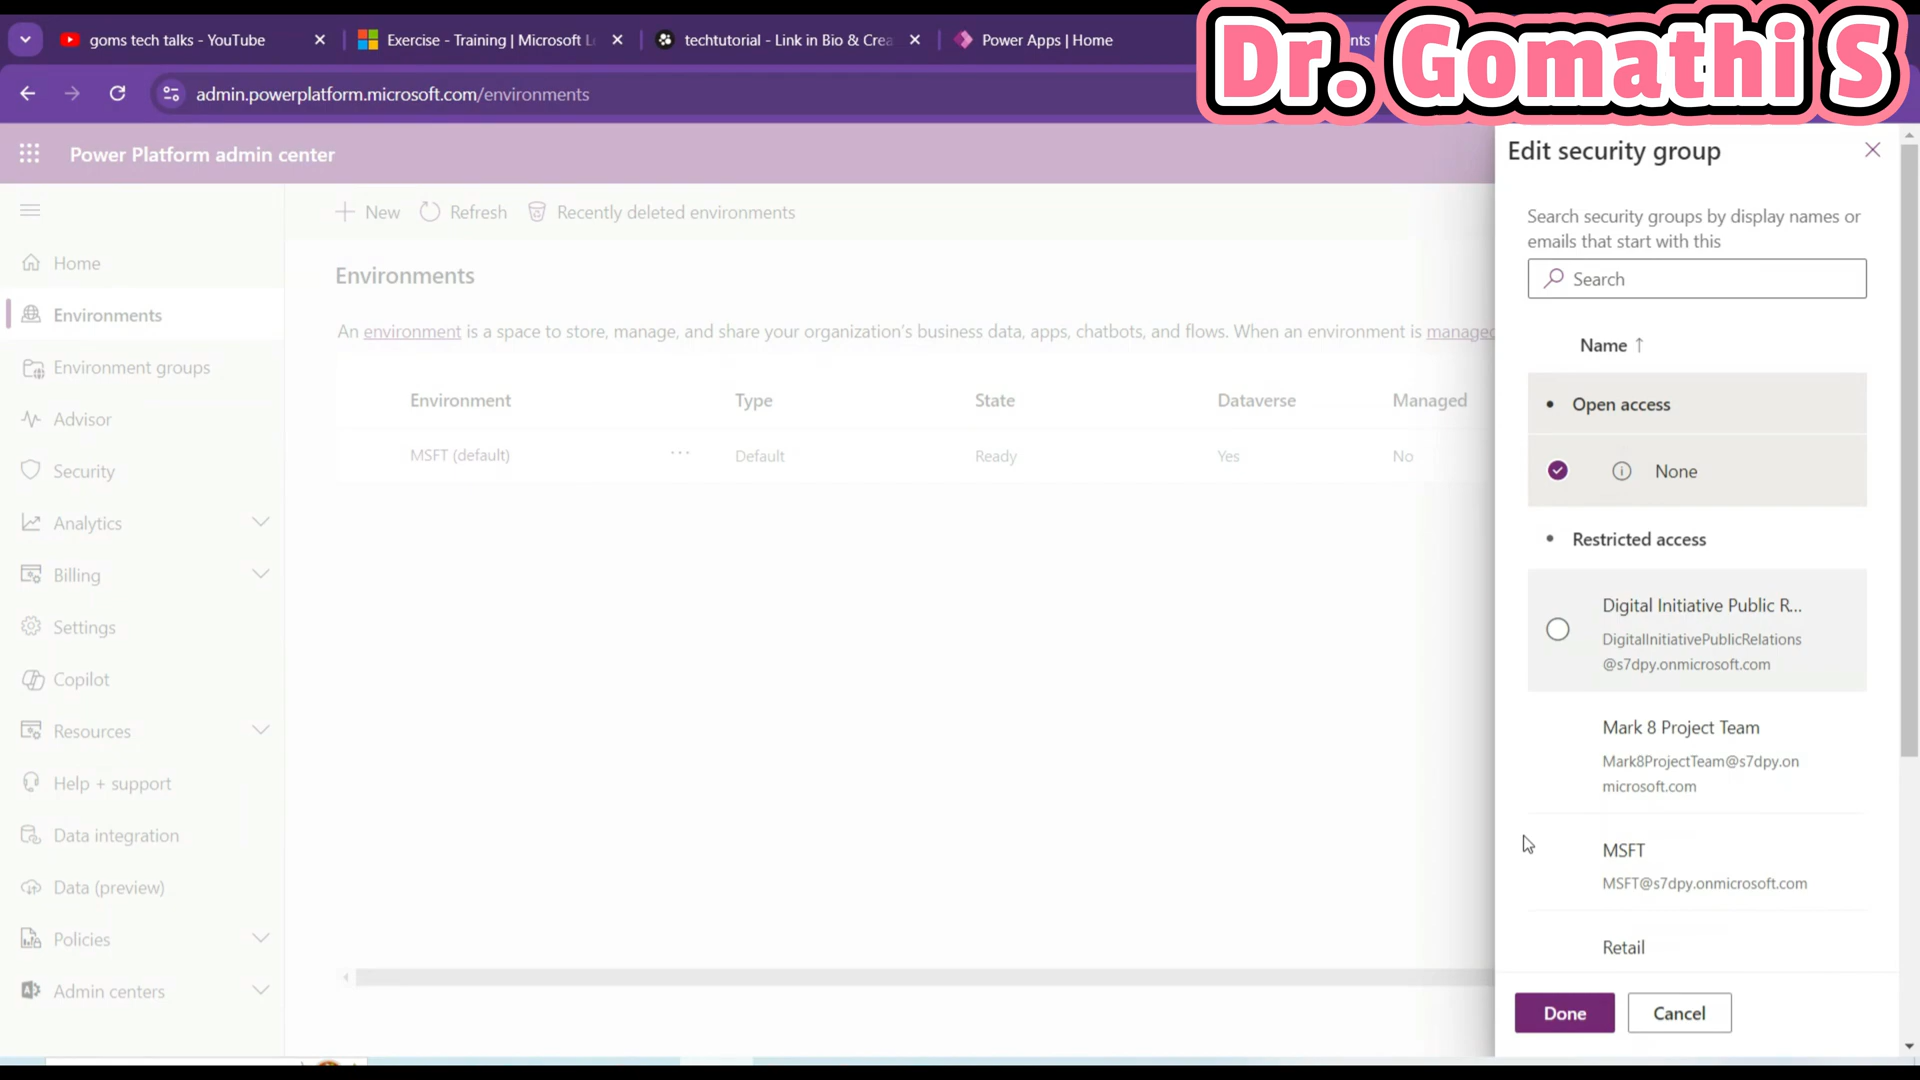 goms tech talks - YouTube
Exercise - Training | Microsoft Le
techtutorial - Link in Bio & Crea
Power Apps | Home
nts |
Dr. Gomathi S
admin.powerplatform.microsoft.com/environments
Power Platform admin center
Edit security group
New
Refresh
Recently deleted environments
Search security groups by display names or
emails that start with this
Search
Home
Environments
Environment groups
Advisor
Security
Analytics
Billing
Settings
Copilot
Resources
Help + support
Data integration
Data (preview)
Policies
Admin centers
Environments
An environment is a space to store, manage, and share your organization's business data, apps, chatbots, and flows. When an environment is managed
Environment Type State Dataverse Managed
MSFT (default) ... Default Ready Yes No
Name ↑
• Open access
None
• Restricted access
Digital Initiative Public R...
DigitalInitiativePublicRelations
@s7dpy.onmicrosoft.com
Mark 8 Project Team
Mark8ProjectTeam@s7dpy.on
microsoft.com
MSFT
MSFT@s7dpy.onmicrosoft.com
Retail
Done
Cancel